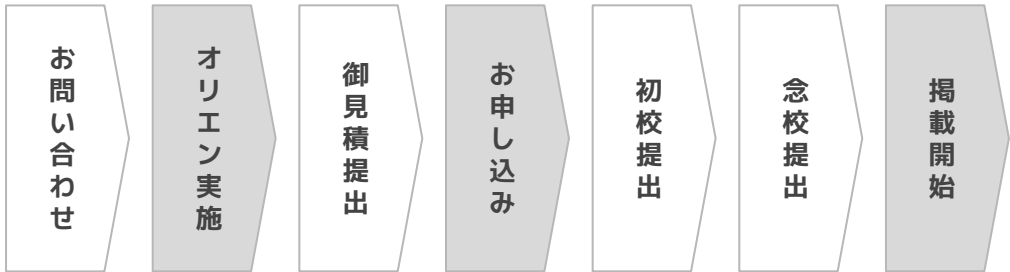 お問い合わせ
オリエン実施
御見積提出
お申し込み
初校提出
念校提出
掲載開始